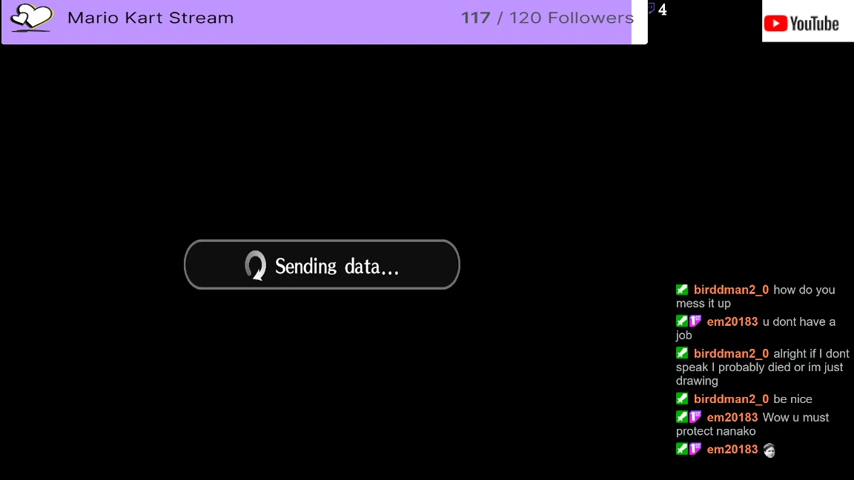 Mario Kart Stream
117 / 120 Followers
4
YouTube
Sending data...
birddman2_0 how do you
mess it up
em20183 u dont have a
job
birddman2_0 alright if I dont
speak I probably died or im just
drawing
birddman2_0 be nice
em20183 Wow u must
protect nanako
em20183